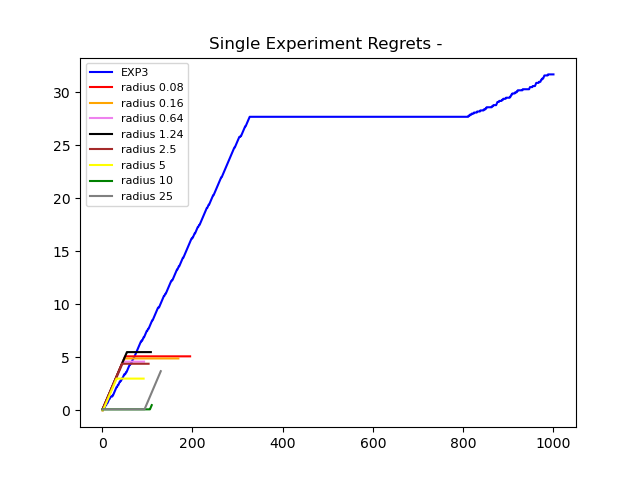 Single Experiment Regrets -
EXP3
radius 0.08
radius 0.16
radius 0.64
radius 1.24
radius 2.5
radius 5
radius 10
radius 25
30
25
20
15
10
5
0
0 200 400 600 800 1000